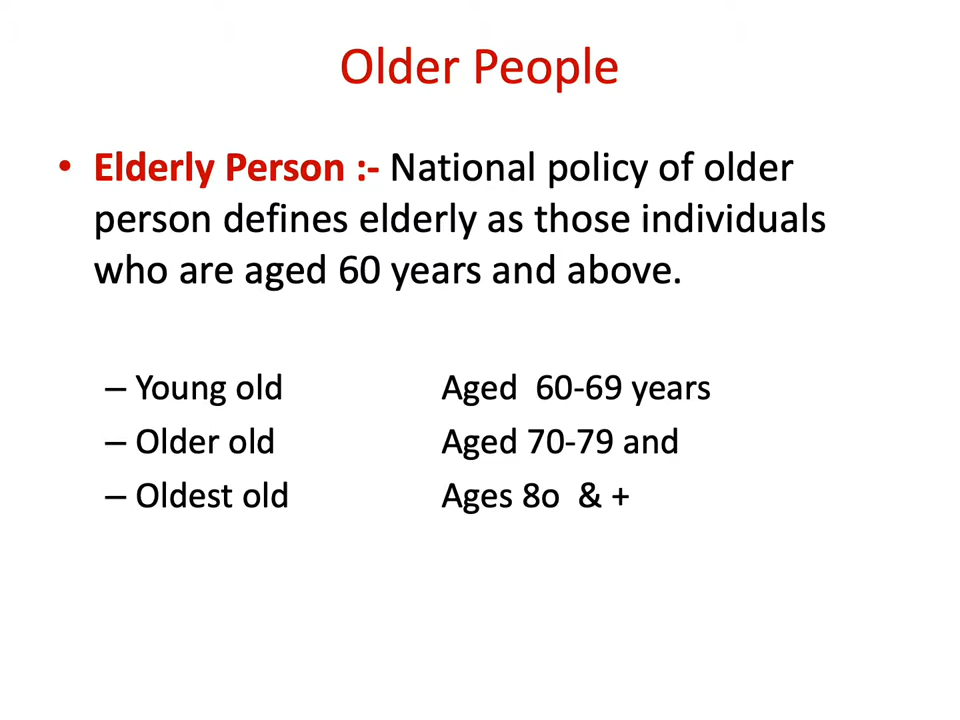 Older People
• Elderly Person :- National policy of older
person defines elderly as those individuals
who are aged 60 years and above.
– Young old Aged 60-69 years
– Older old Aged 70-79 and
– Oldest old Ages 8o & +